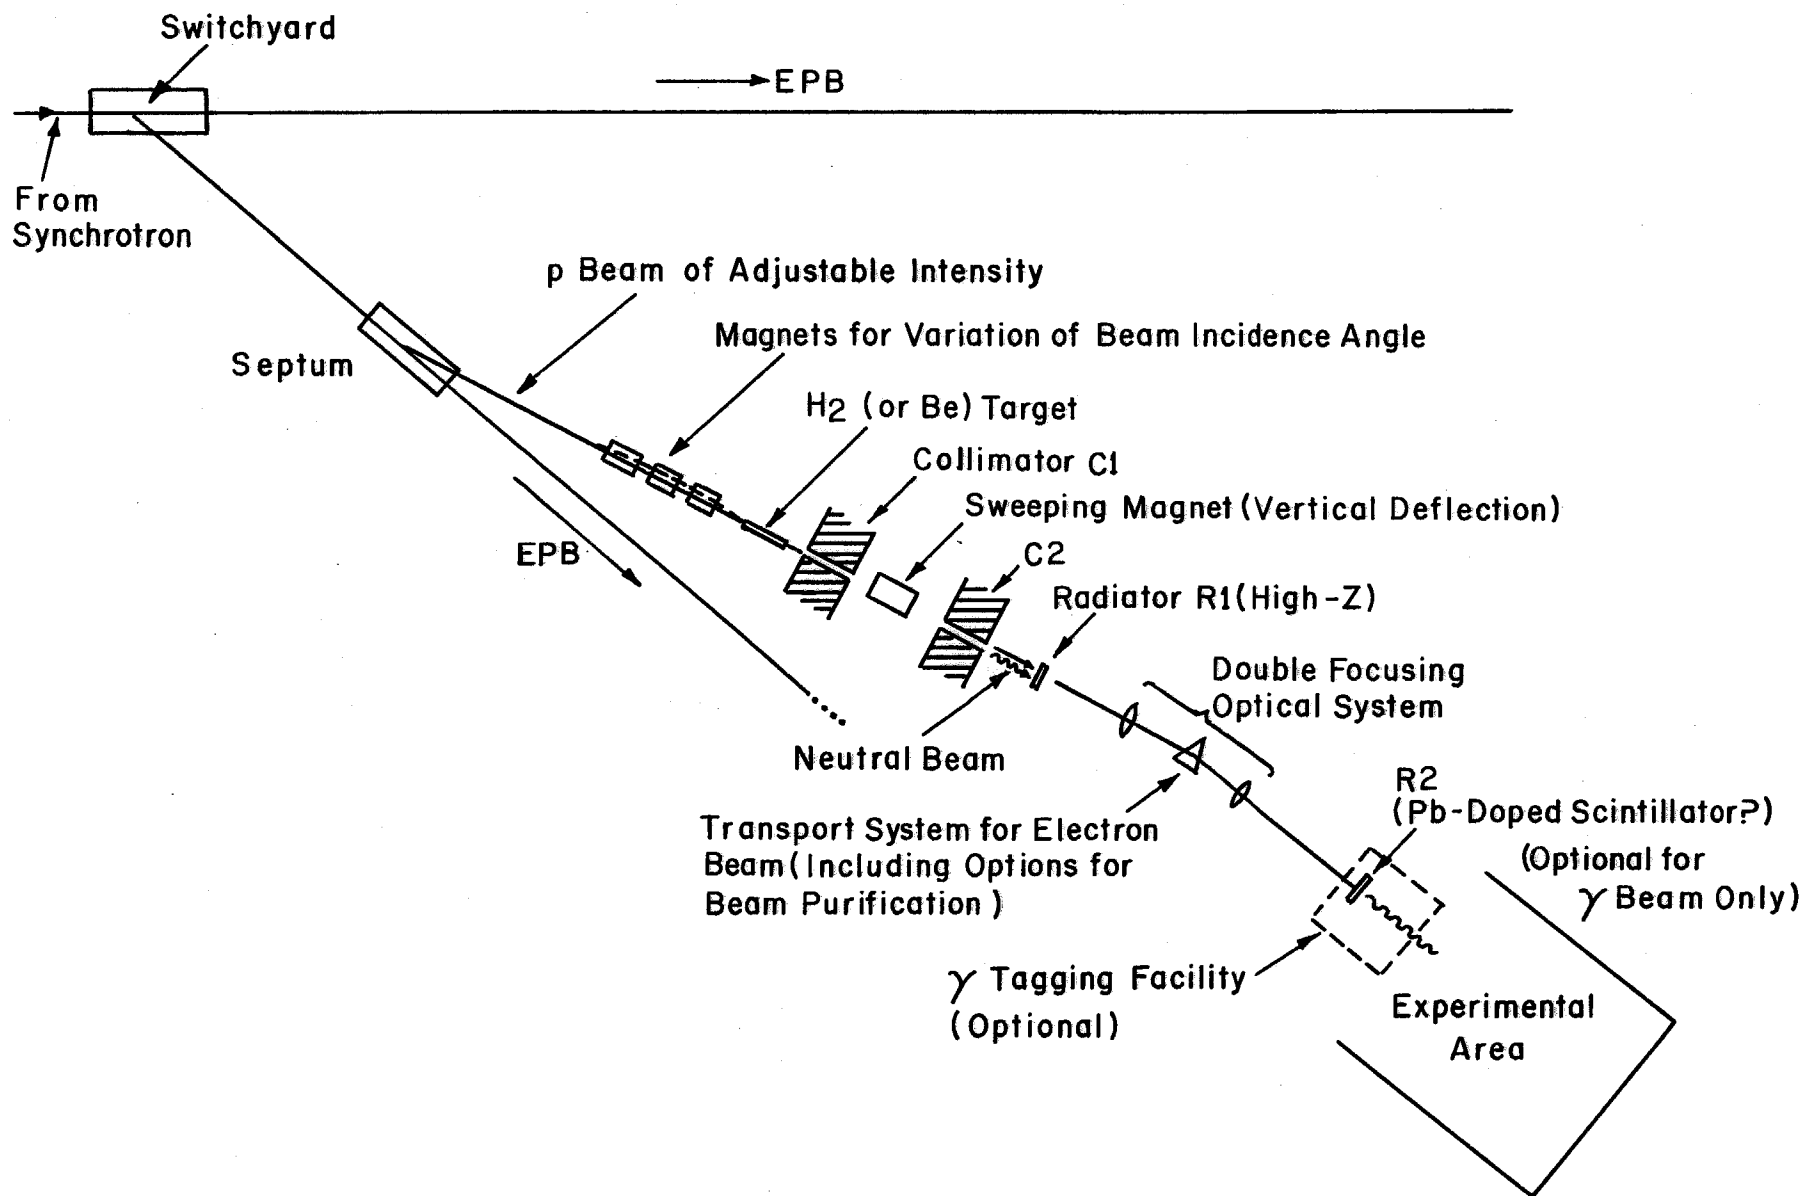 Switchyard
EPB
From
Synchrotron
p Beam of Adjustable Intensity
Magnets for Variation of Beam Incidence Angle
Septum
H2 (or Be) Target
Collimator C1
Sweeping Magnet (Vertical Deflection)
EPB
C2
Radiator R1 (High-Z)
Double Focusing
Optical System
Neutral Beam
R2
(Pb-Doped Scintillator?)
(Optional for
γ Beam Only)
Transport System for Electron
Beam (Including Options for
Beam Purification)
γ Tagging Facility
(Optional)
Experimental
Area